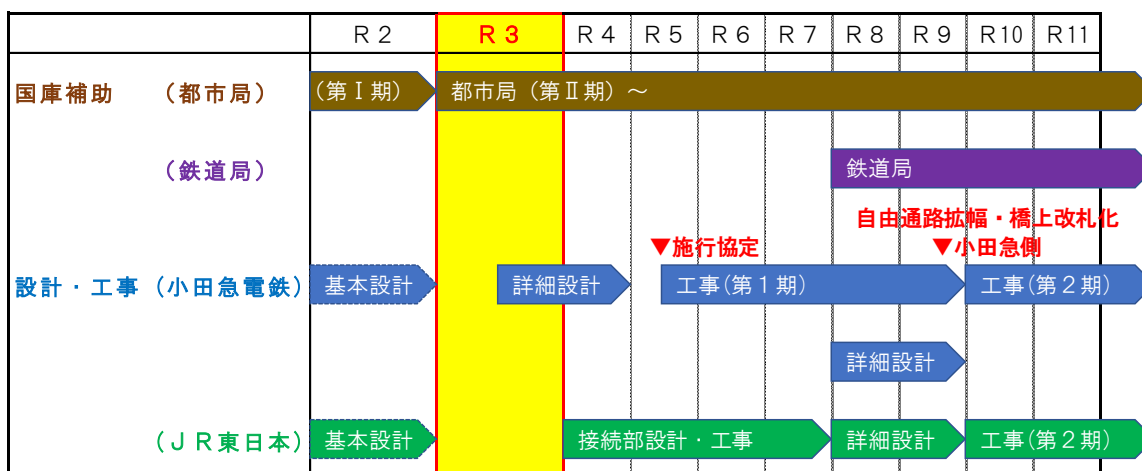 R2 R3 R4 R5 R6 R7 R8 R9 R10 R11
国庫補助 (都市局) (第Ⅰ期) 都市局(第Ⅱ期)～
(鉄道局) 鉄道局
自由通路拡幅・橋上改札化
▼施行協定 ▼小田急側
設計・工事(小田急電鉄) 基本設計 詳細設計 工事(第1期) 工事(第2期)
詳細設計
(JR東日本) 基本設計 接続部設計・工事 詳細設計 工事(第2期)